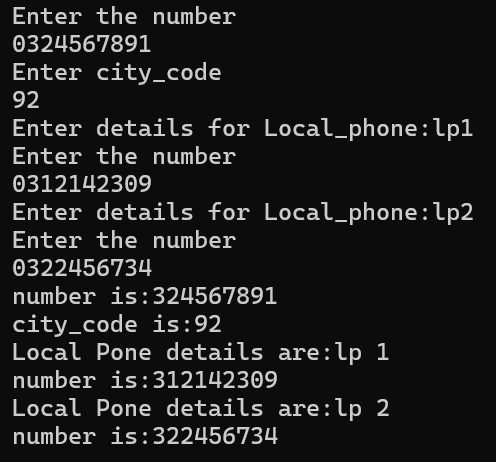 Enter the number
0324567891
Enter city_code
92
Enter details for Local_phone:lp1
Enter the number
0312142309
Enter details for Local_phone:lp2
Enter the number
0322456734
number is:324567891
city_code is:92
Local Pone details are:lp 1
number is:312142309
Local Pone details are:lp 2
number is:322456734